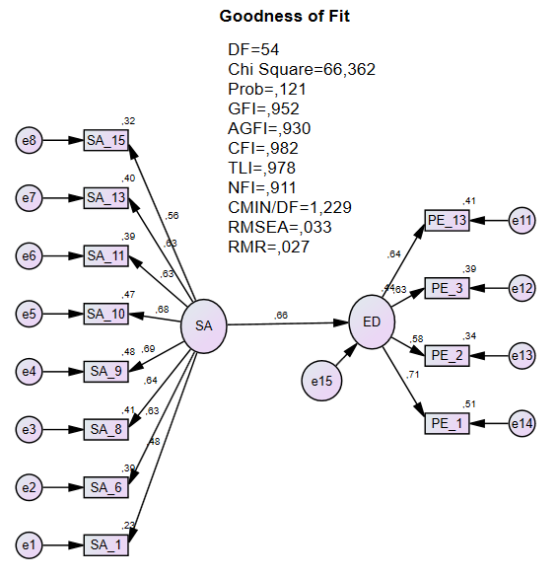 Goodness of Fit
DF=54
Chi Square=66,362
Prob=,121
GFI=,952
AGFI=,930
CFI=,982
TLI=,978
NFI=,911
CMIN/DF=1,229
RMSEA=,033
RMR=,027
,32
e8 SA_15
,56
,40
e7 SA_13
,63
,39
e6 SA_11
,63
,47
e5 SA_10
,68
,48
e4 SA_9
,69
,41
e3 SA_8
,64
,39
e2 SA_6
,63
,23
e1 SA_1
,48
SA
,66
,44
ED
e15
,41
PE_13 e11
,64
,39
PE_3 e12
,63
,34
PE_2 e13
,58
,51
PE_1 e14
,71